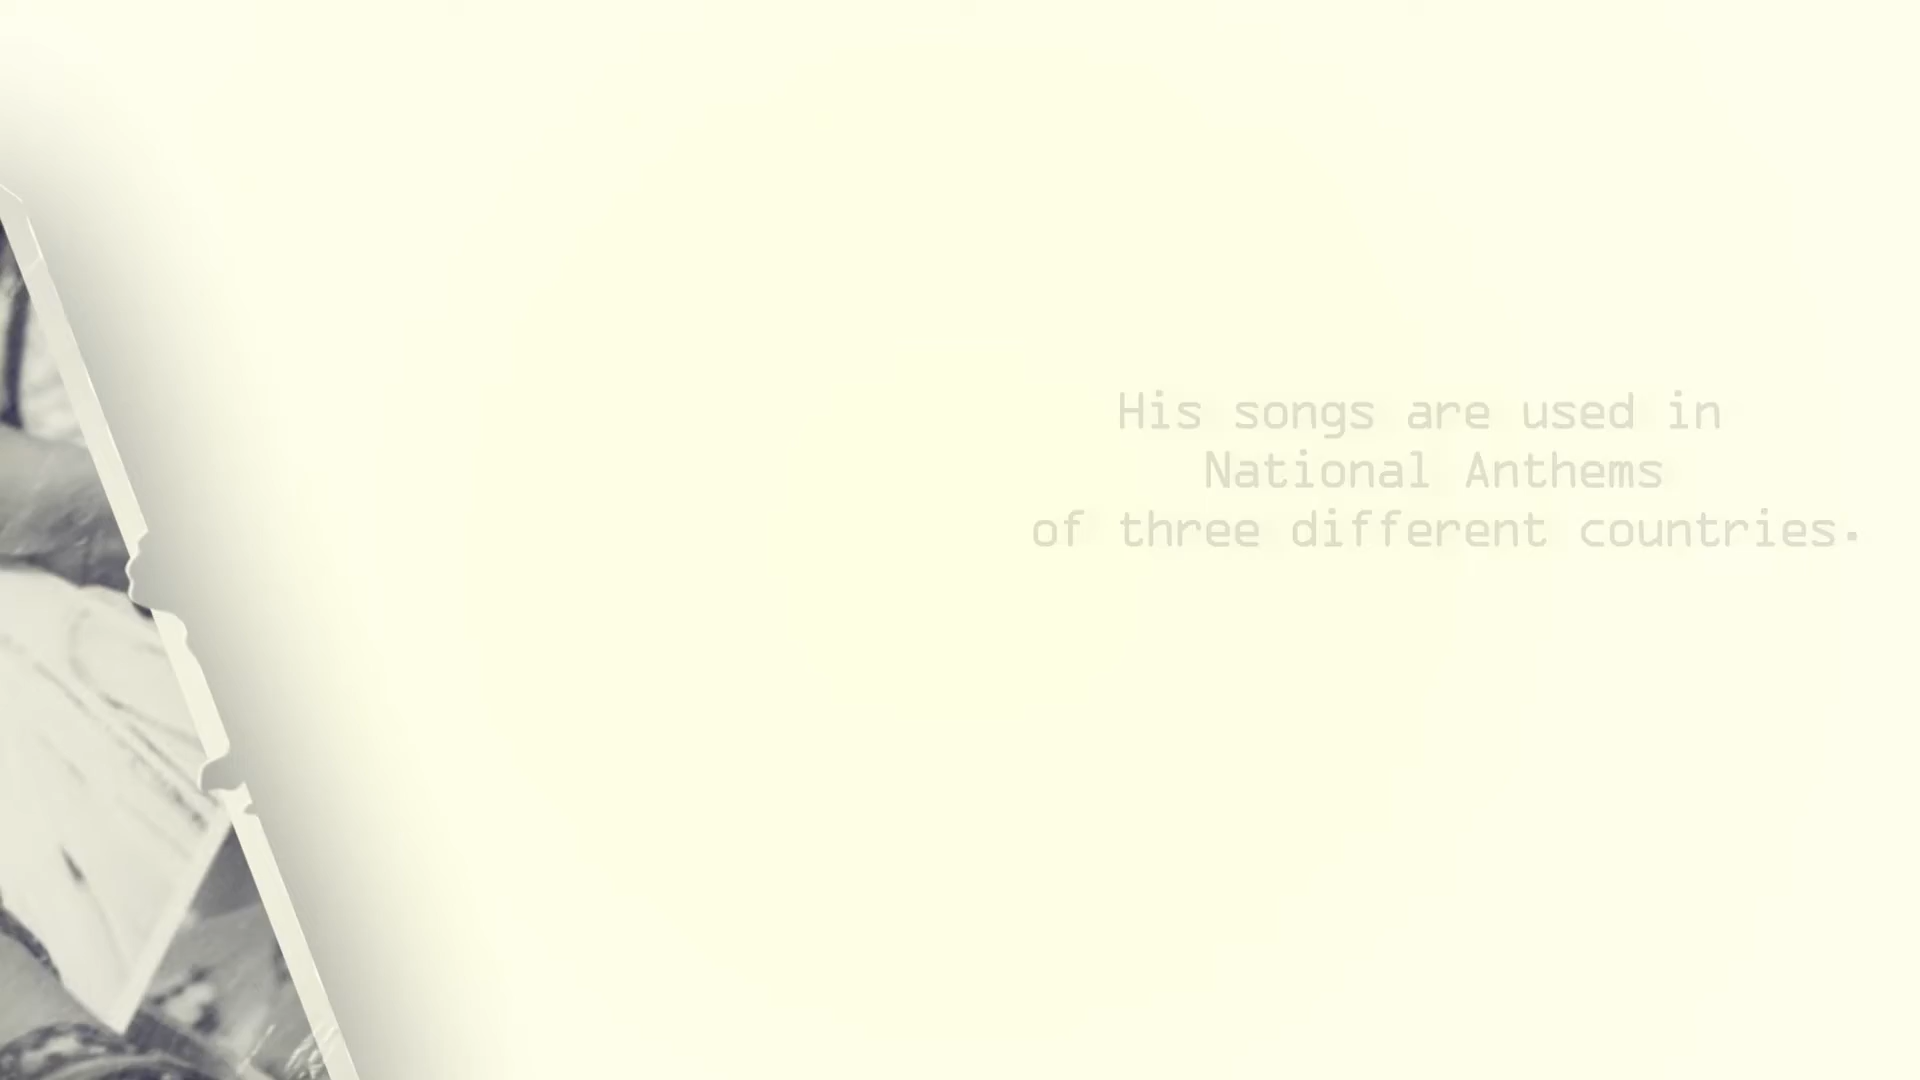 His songs are used in
National Anthems
of three different countries.